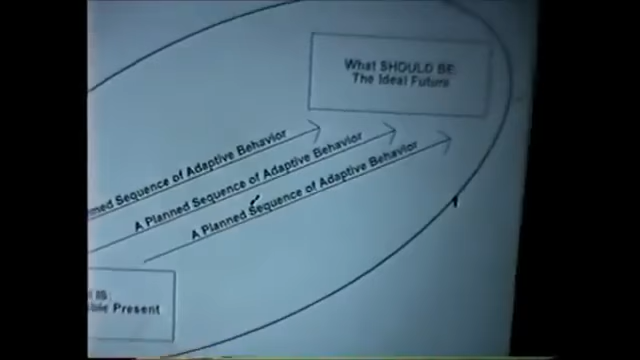 What SHOULD BE:
The Ideal Future
Sequence of Adaptive Behavior
A Planned Sequence of Adaptive Behavior
A Planned Sequence of Adaptive Behavior
IS:
Present